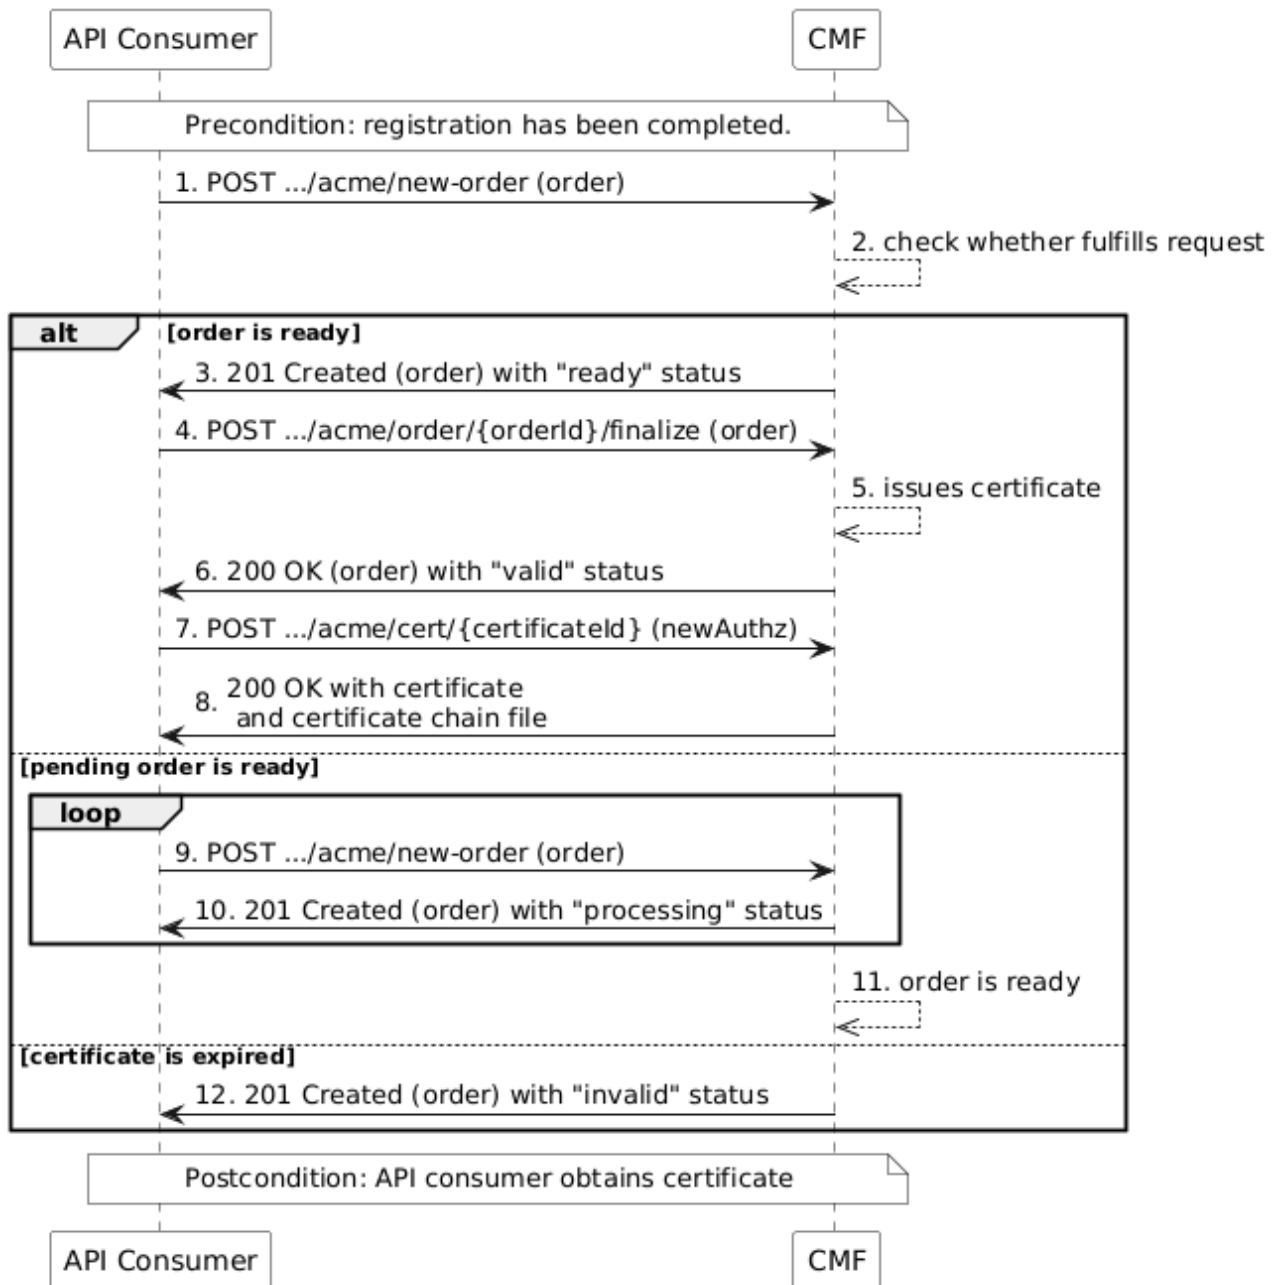 API Consumer
CMF
Precondition: registration has been completed.
1. POST .../acme/new-order (order)
2. check whether fulfills request
alt
[order is ready]
3. 201 Created (order) with "ready" status
4. POST .../acme/order/{orderId}/finalize (order)
5. issues certificate
6. 200 OK (order) with "valid" status
7. POST .../acme/cert/{certificateId} (newAuthz)
8. 200 OK with certificate
and certificate chain file
[pending order is ready]
loop
9. POST .../acme/new-order (order)
10. 201 Created (order) with "processing" status
11. order is ready
[certificate is expired]
12. 201 Created (order) with "invalid" status
Postcondition: API consumer obtains certificate
API Consumer
CMF